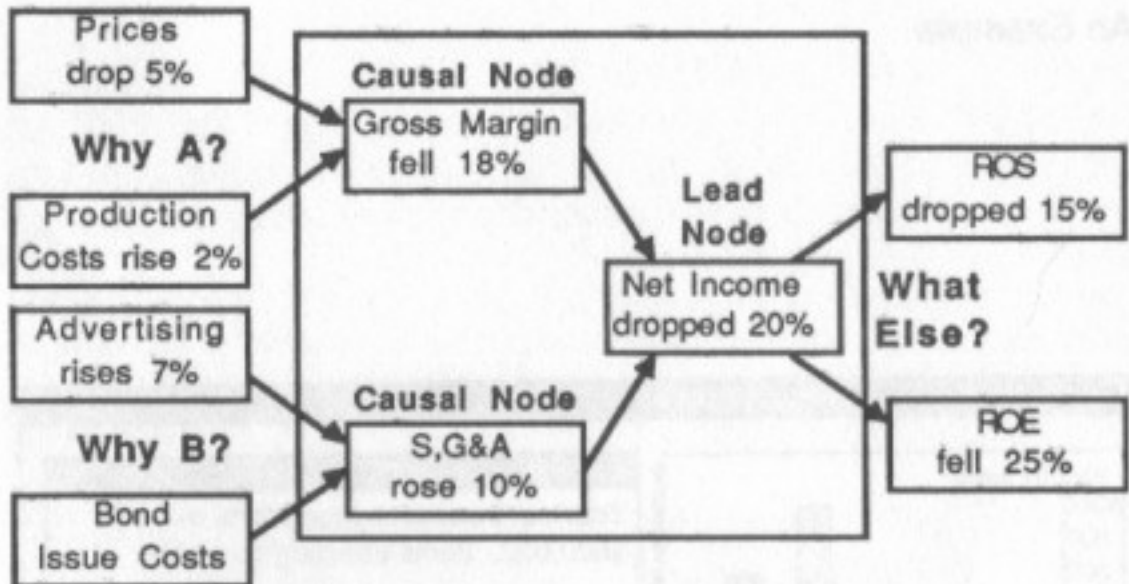 An Example
Prices
drop 5%
Why A?
Production
Costs rise 2%
Advertising
rises 7%
Why B?
Bond
Issue Costs
Causal Node
Gross Margin
fell 18%
Causal Node
S,G&A
rose 10%
Lead
Node
Net Income
dropped 20%
ROS
dropped 15%
What
Else?
ROE
fell 25%